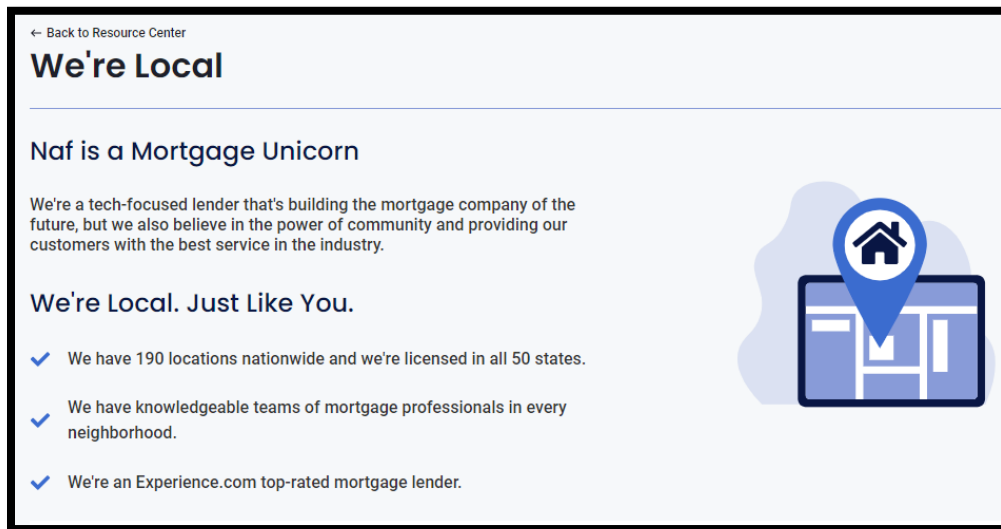 ← Back to Resource Center
We're Local
Naf is a Mortgage Unicorn
We're a tech-focused lender that's building the mortgage company of the
future, but we also believe in the power of community and providing our
customers with the best service in the industry.
We're Local. Just Like You.
We have 190 locations nationwide and we're licensed in all 50 states.
We have knowledgeable teams of mortgage professionals in every
neighborhood.
We're an Experience.com top-rated mortgage lender.